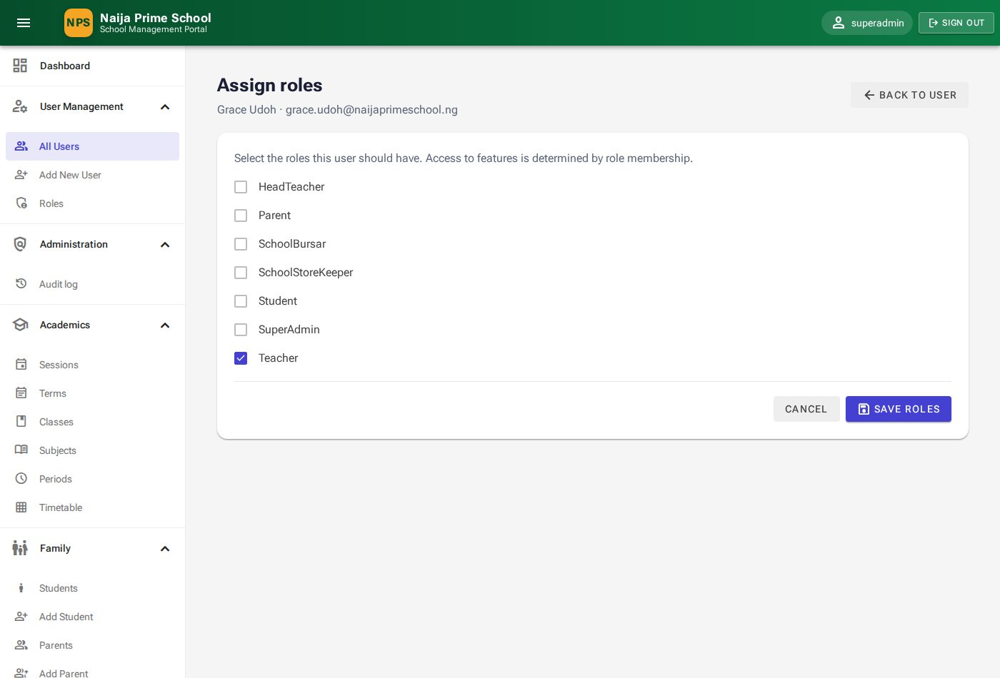 NPS
Naija Prime School
School Management Portal
superadmin
SIGN OUT
Dashboard
User Management
All Users
Add New User
Roles
Administration
Audit log
Academics
Sessions
Terms
Classes
Subjects
Periods
Timetable
Family
Students
Add Student
Parents
Add Parent
Assign roles
Grace Udoh · grace.udoh@naijaprimeschool.ng
BACK TO USER
Select the roles this user should have. Access to features is determined by role membership.
HeadTeacher
Parent
SchoolBursar
SchoolStoreKeeper
Student
SuperAdmin
Teacher
CANCEL
SAVE ROLES